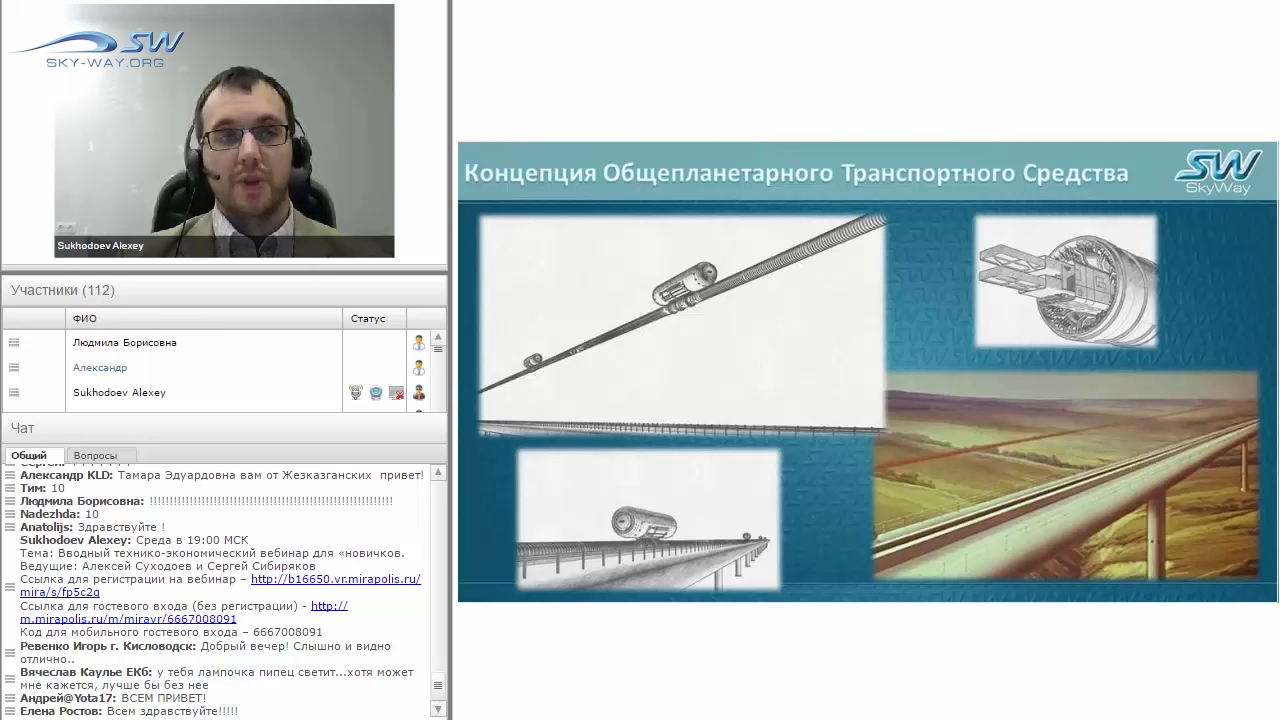 SW
SKY-WAY.ORG
Sukhodoev Alexey
Участники (112)
ФИО
Статус
Людмила Борисовна
Александр
Sukhodoev Alexey
Чат
Общий
Вопросы
Александр KLD: Тамара Эдуардовна вам от Жезказганских привет!
Тим: 10
Людмила Борисовна: !!!!!!!!!!!!!!!!!!!!!!!!!!!!!!!!!!!!!!!!!!!!!!!!!!!!!!!!!!!!!
Nadezhda: 10
Anatolijs: Здравствуйте !
Sukhodoev Alexey: Среда в 19:00 МСК
Тема: Вводный технико-экономический вебинар для «новичков.
Ведущие: Алексей Суходоев и Сергей Сибиряков
Ссылка для регистрации на вебинар – http://b16650.vr.mirapolis.ru/
mira/s/fp5c2g
Ссылка для гостевого входа (без регистрации) - http://
m.mirapolis.ru/m/miravr/6667008091
Код для мобильного гостевого входа – 6667008091
Ревенко Игорь г. Кисловодск: Добрый вечер! Слышно и видно
отлично..
Вячеслав Каулье ЕКб: у тебя лампочка пипец светит...хотя может
мне кажется, лучше бы без нее
Андрей@Yota17: ВСЕМ ПРИВЕТ!
Елена Ростов: Всем здравствуйте!!!!!
Концепция Общепланетарного Транспортного Средства
SW
SkyWay